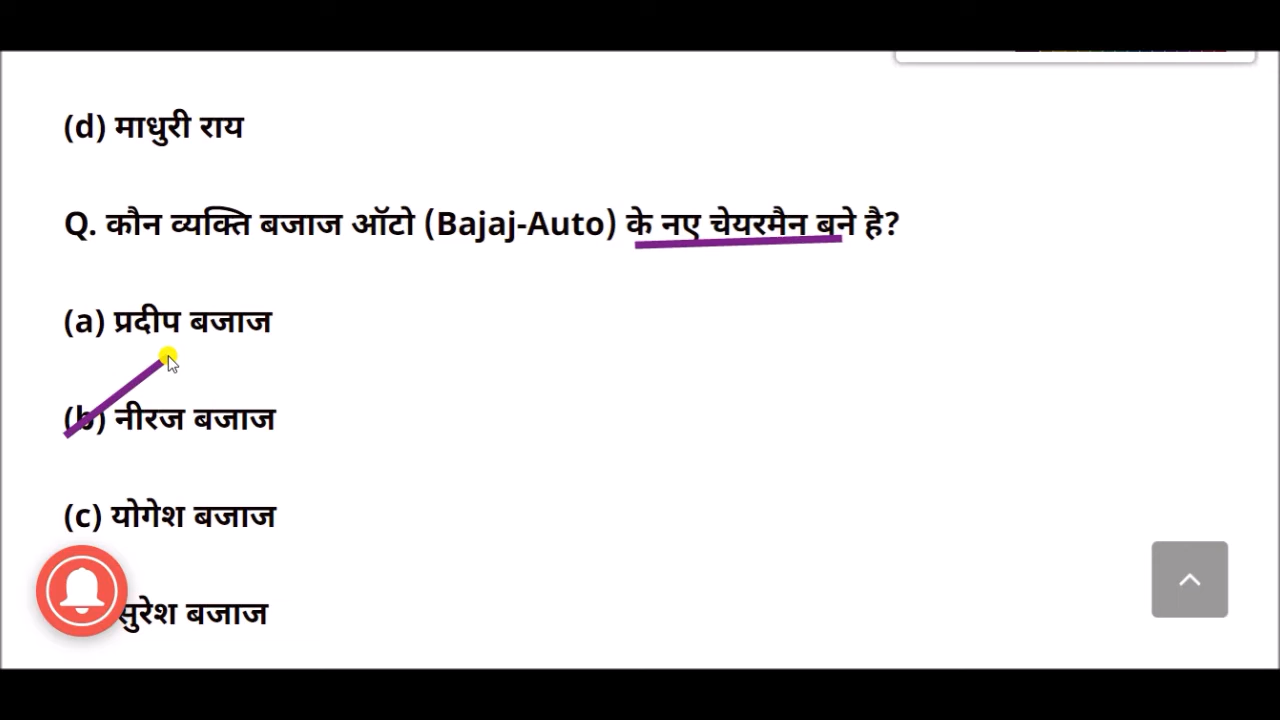 (d) माधुरी राय
Q. कौन व्यक्ति बजाज ऑटो (Bajaj-Auto) के नए चेयरमैन बने है?
(a) प्रदीप बजाज
(b) नीरज बजाज
(c) योगेश बजाज
सुरेश बजाज